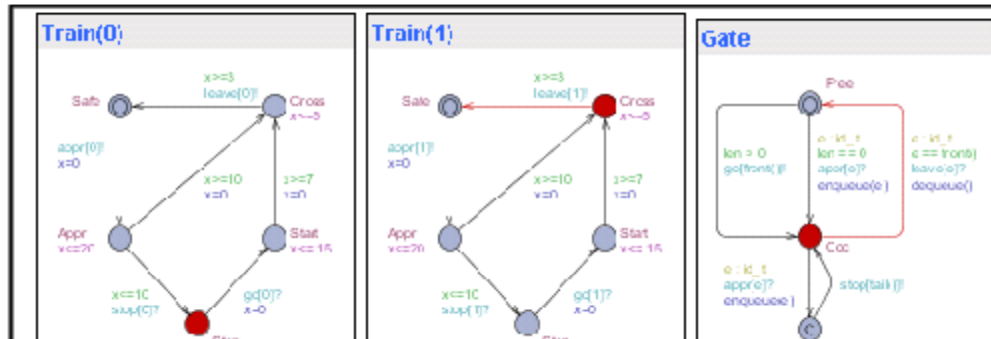 Train(0)
Safe
x>=3
leave[0]!
Cross
x<=5
appr[0]!
x=0
x>=10
x=0
x>=7
x=0
Appr
x<=20
Start
x<= 15
x<=10
stop[0]?
go[0]?
x=0
Train(1)
Safe
x>=3
leave[1]!
Cross
x<=5
appr[1]!
x=0
x>=10
x=0
x>=7
x=0
Appr
x<=20
Start
x<= 15
x<=10
stop[1]?
go[1]?
x=0
Gate
Free
len > 0
go[front()]!
e : id_t
len == 0
appr[e]?
enqueue(e)
e : id_t
e == front()
leave[e]?
dequeue()
Occ
e : id_t
appr[e]?
enqueue(e)
stop[tail()]!
C